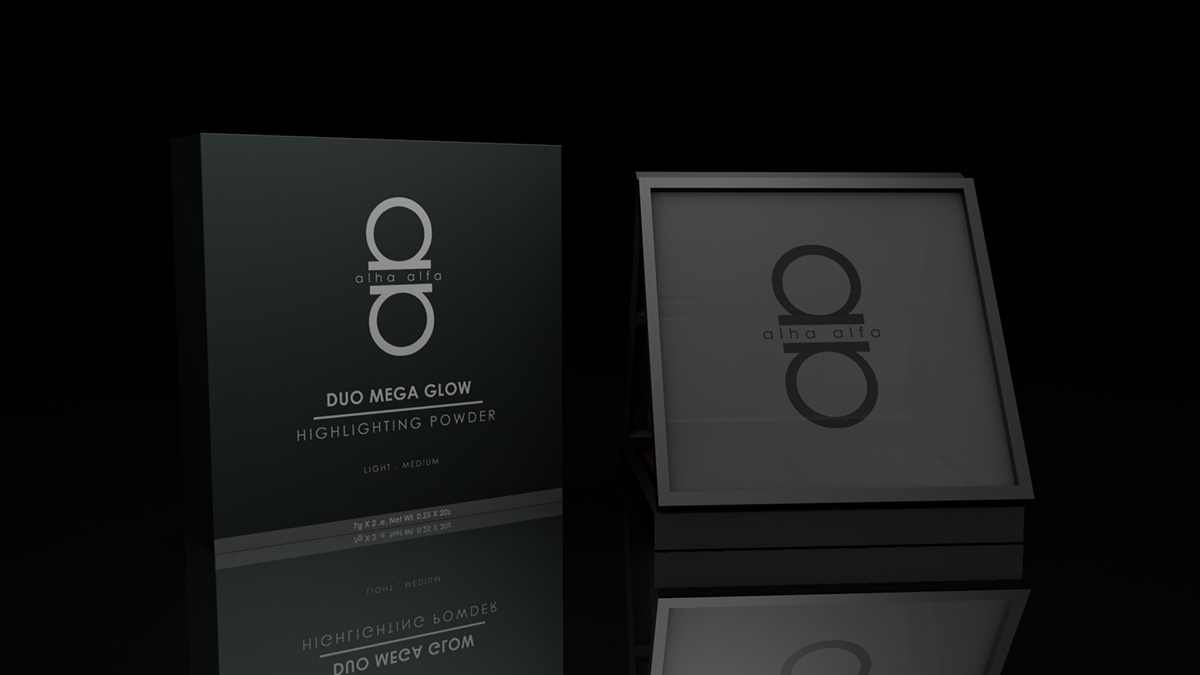 alha alfa
DUO MEGA GLOW
HIGHLIGHTING POWDER
LIGHT - MEDIUM
7g X 2 .e. Net Wt. 0.25 X 2oz
alha alfa